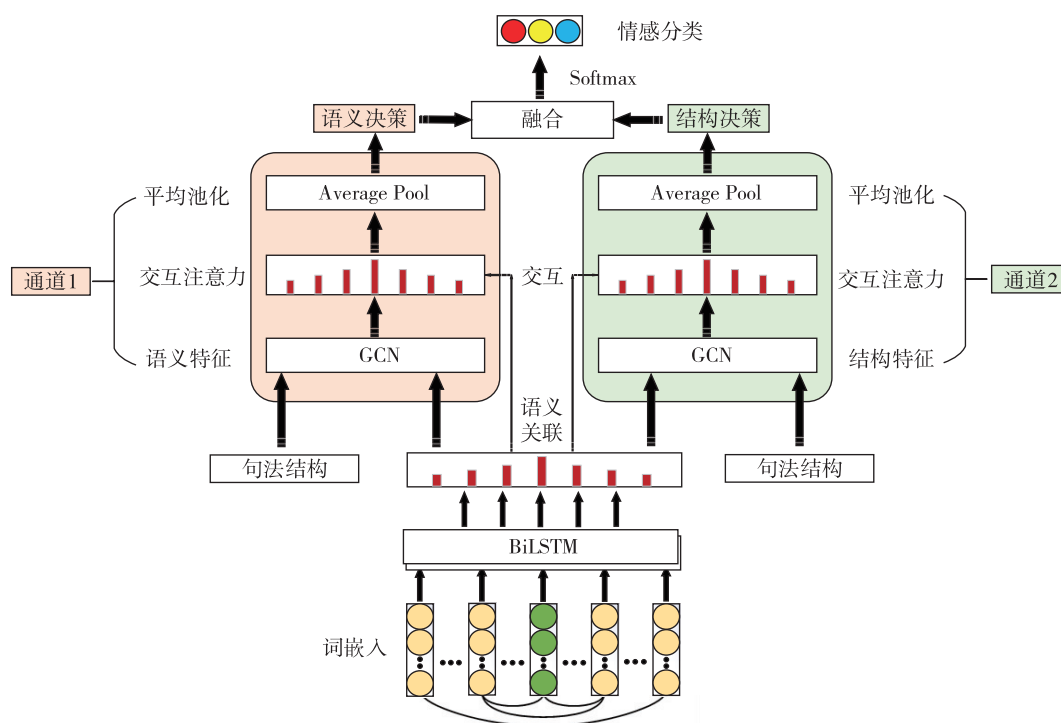 情感分类
Softmax
语义决策
融合
结构决策
平均池化
Average Pool
Average Pool
平均池化
通道1
交互注意力
交互
交互注意力
通道2
语义特征
GCN
GCN
结构特征
语义
关联
句法结构
句法结构
BiLSTM
词嵌入